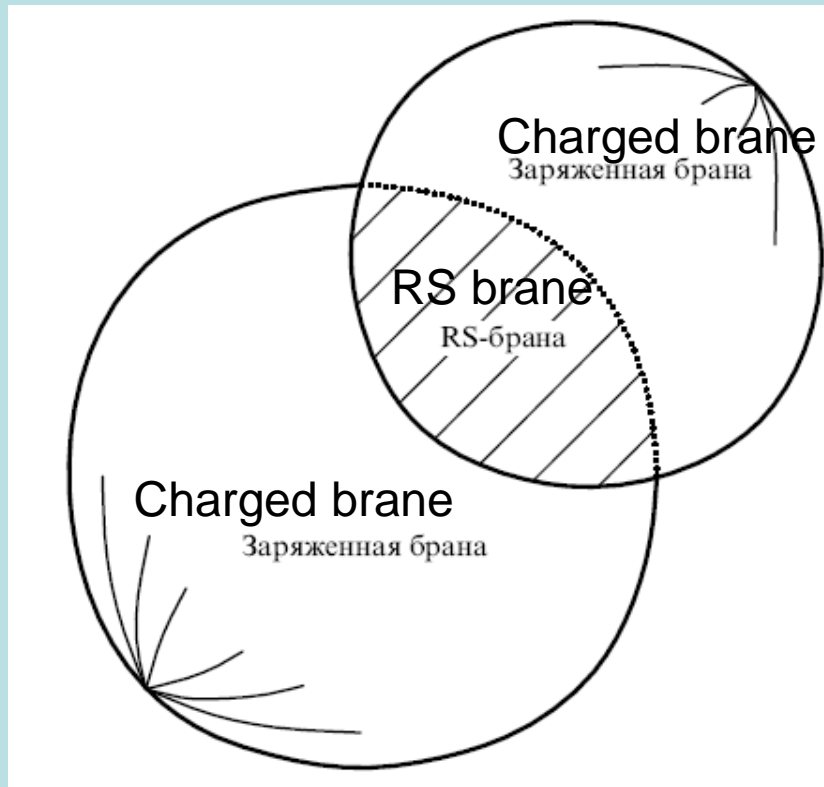 Charged brane
Заряженная брана
RS brane
RS-брана
Charged brane
Заряженная брана